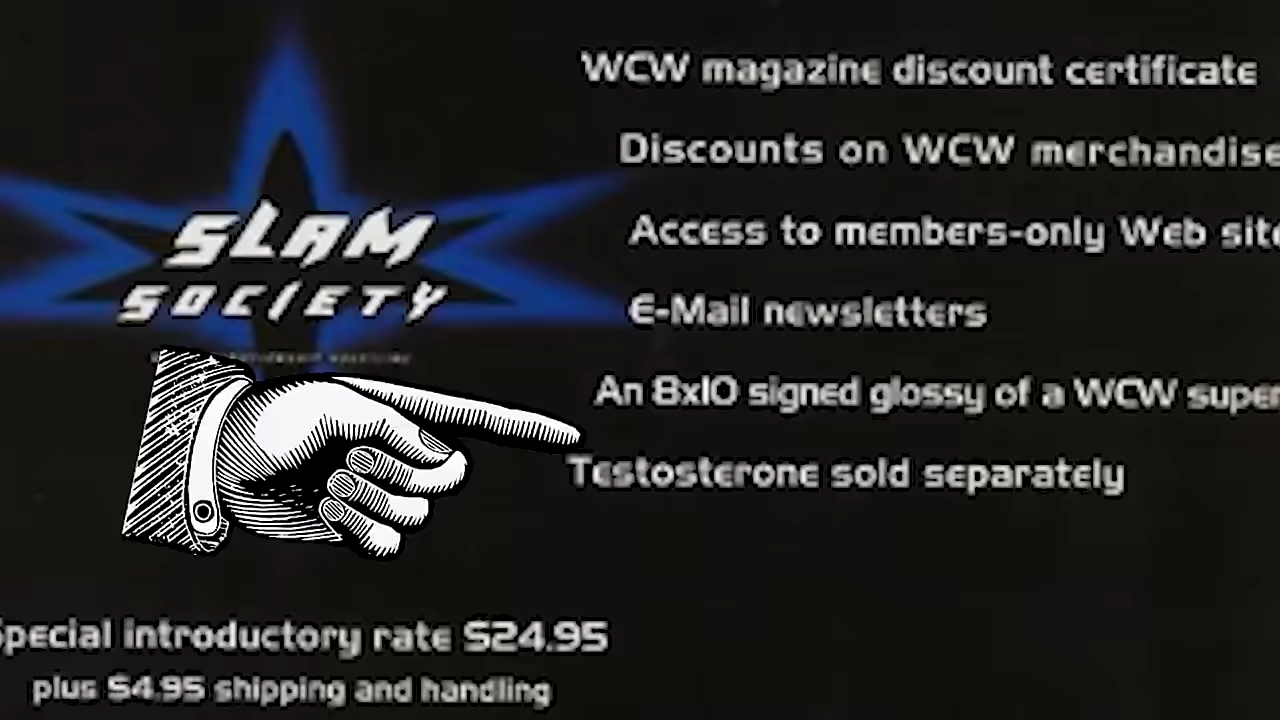 SLAM
SOCIETY
WCW magazine discount certificate
Discounts on WCW merchandise
Access to members-only Web site
E-Mail newsletters
An 8x10 signed glossy of a WCW super
Testosterone sold separately
Special introductory rate $24.95
plus $4.95 shipping and handling